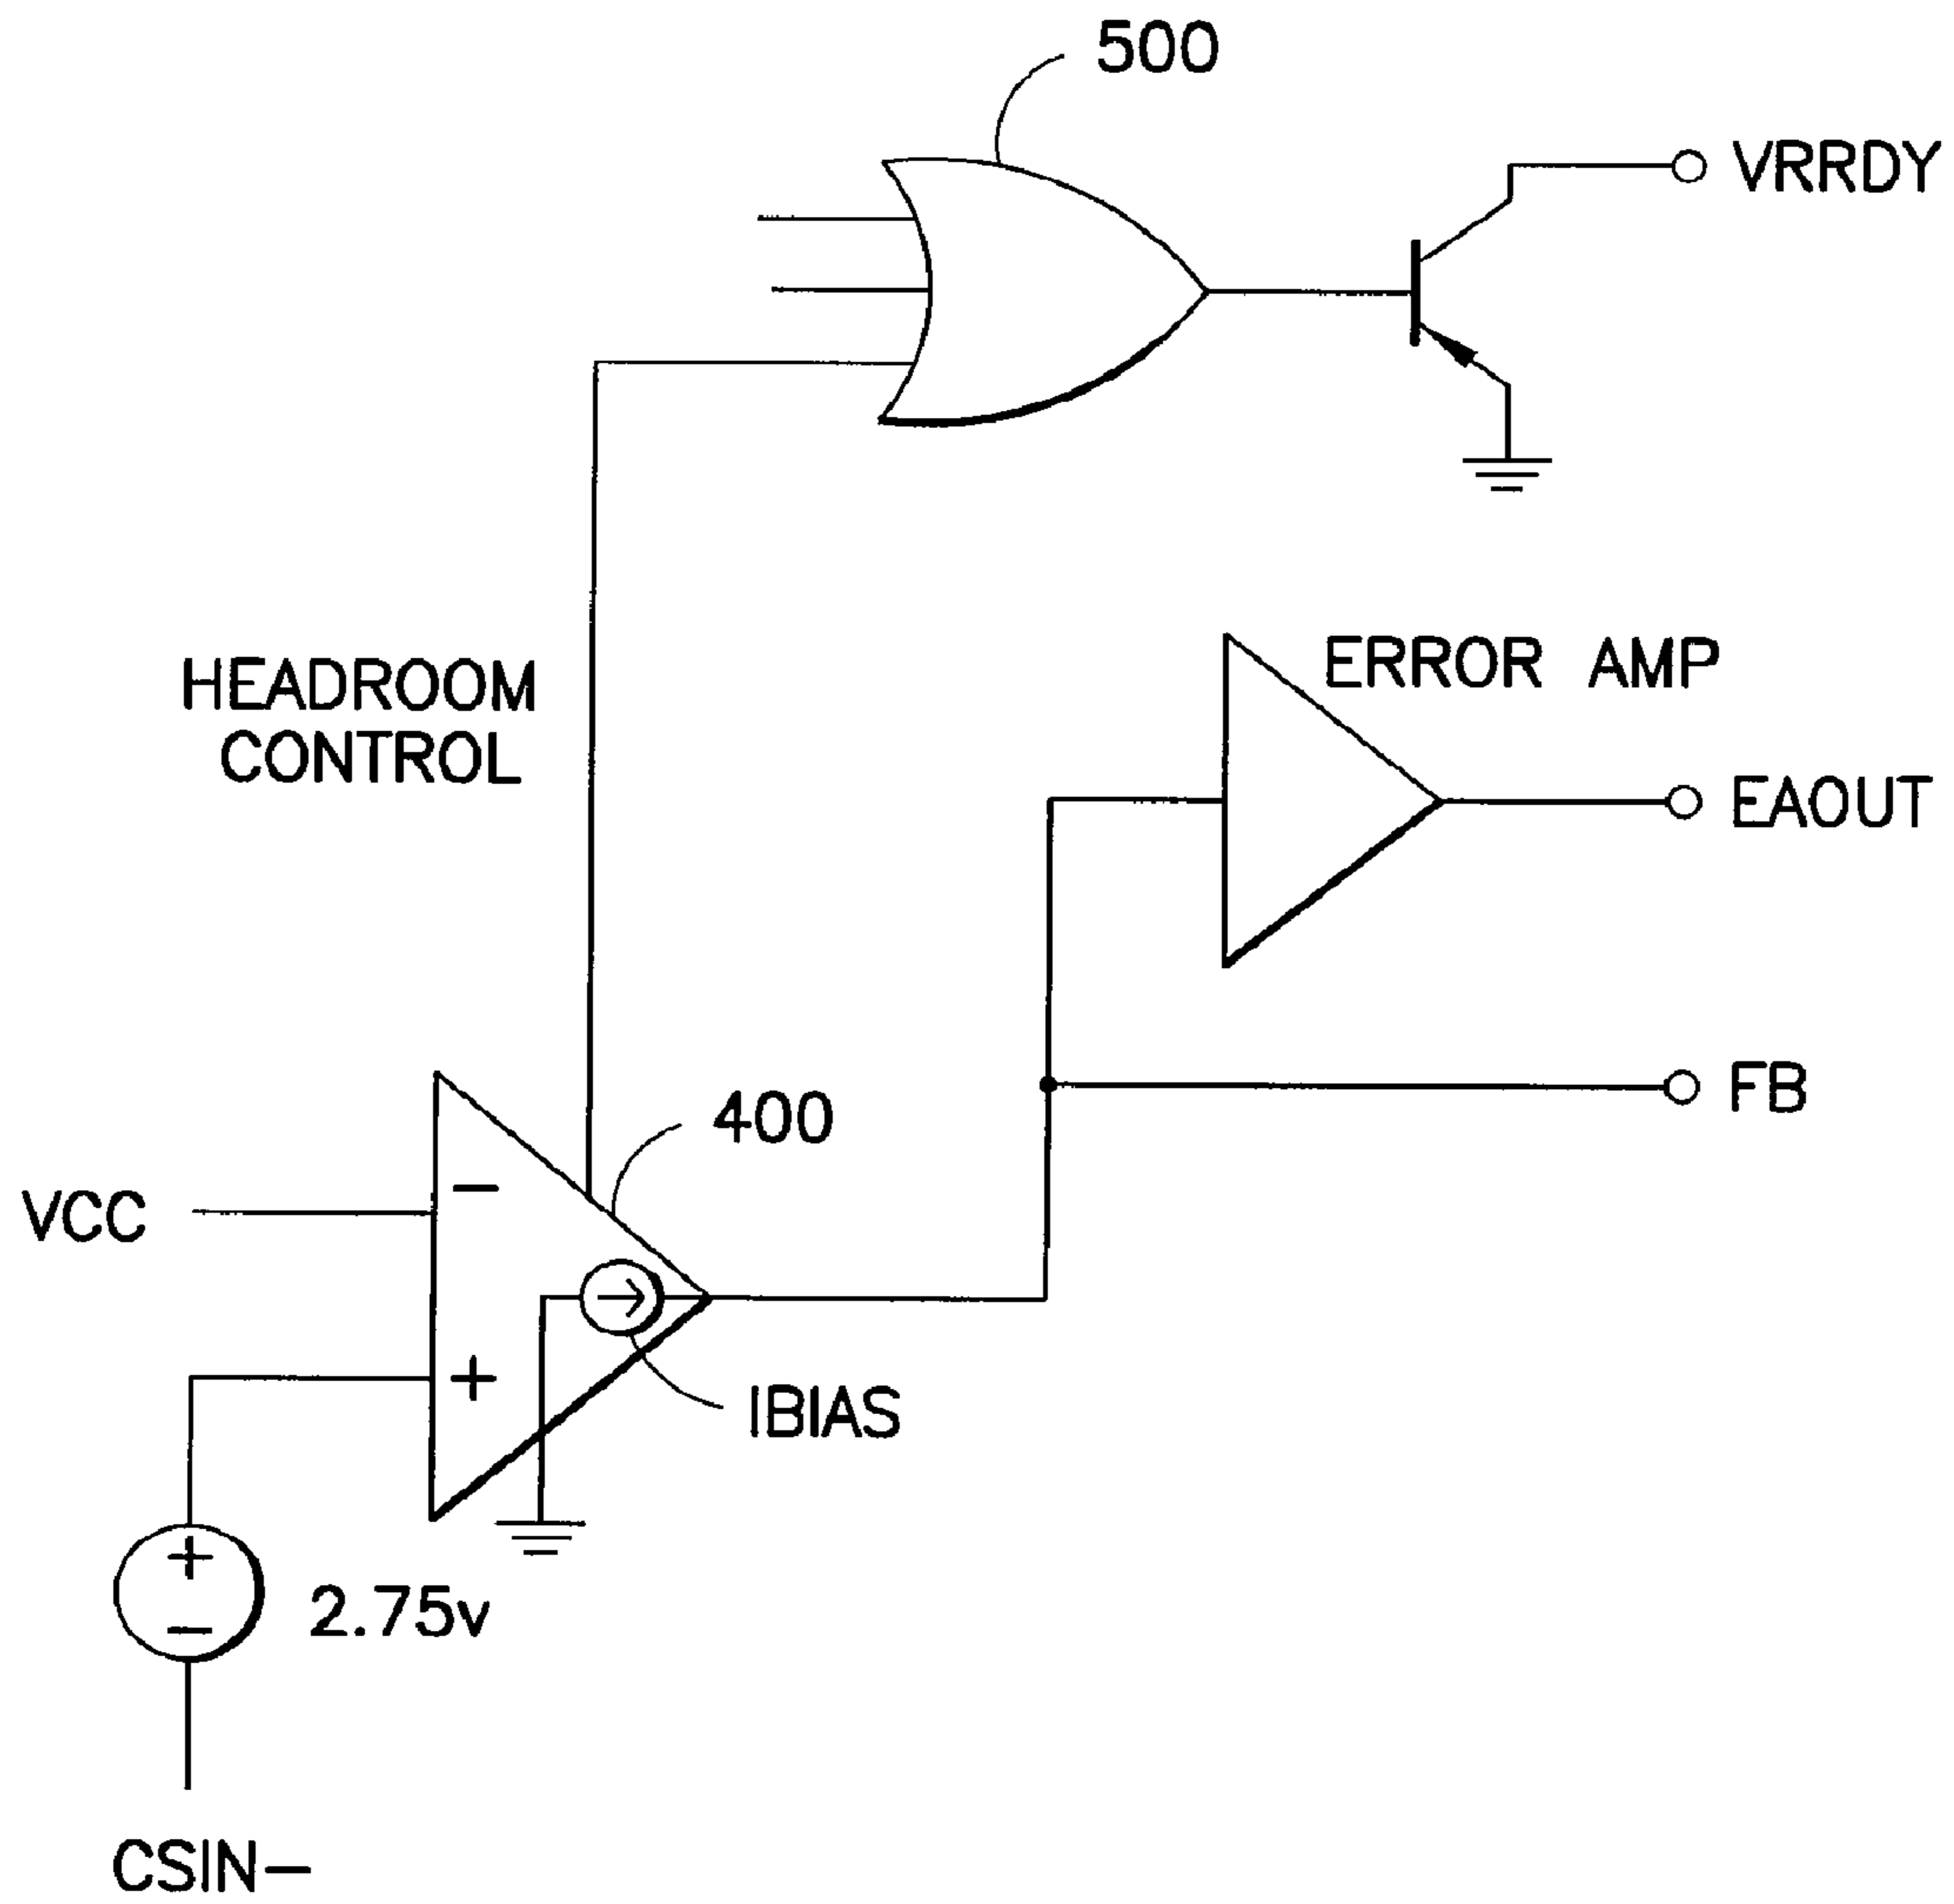 500
VRRDY
HEADROOM
CONTROL
ERROR AMP
EAOUT
FB
400
VCC
−
+
IBIAS
+
−
2.75v
CSIN−